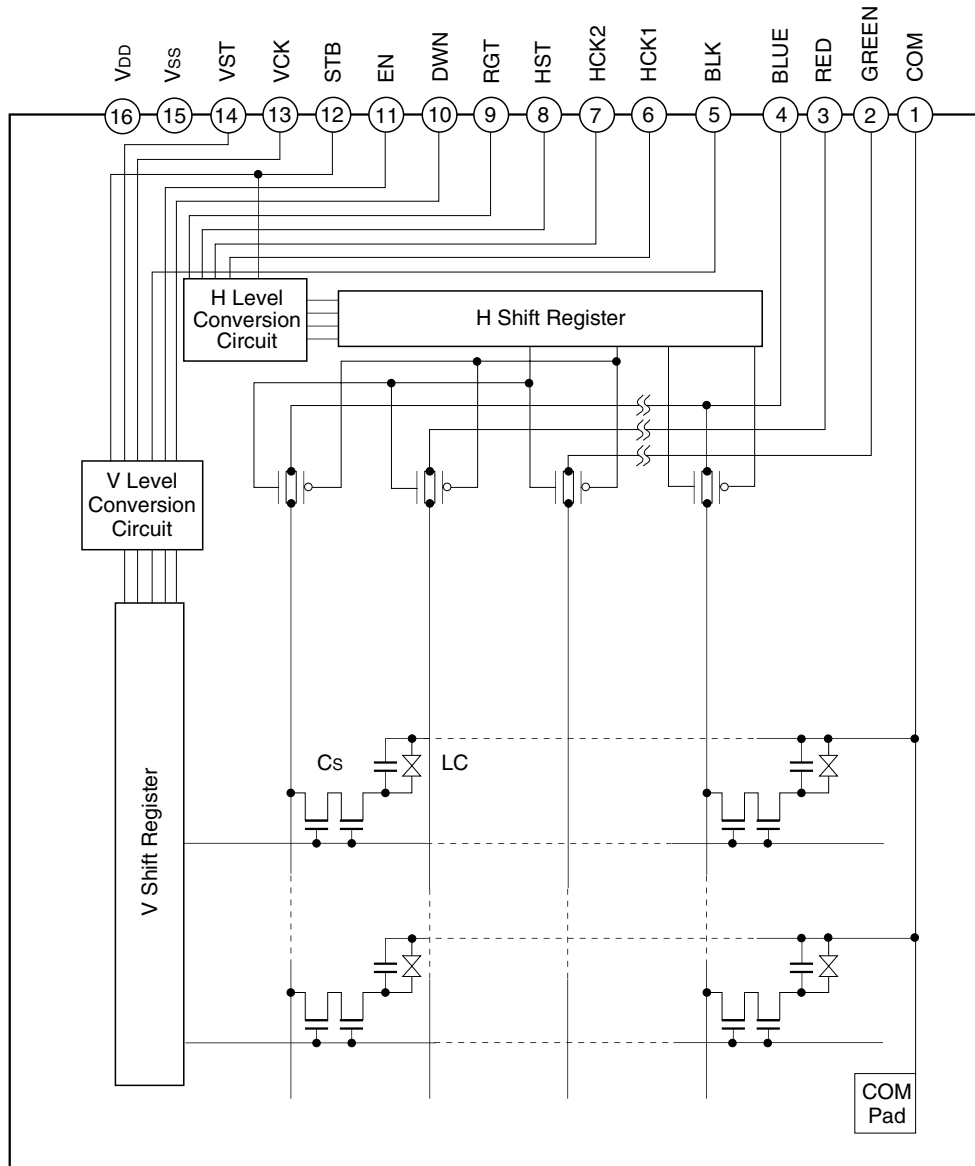 VDD
VSS
VST
VCK
STB
EN
DWN
RGT
HST
HCK2
HCK1
BLK
BLUE
RED
GREEN
COM
16
15
14
13
12
11
10
9
8
7
6
5
4
3
2
1
H Level
Conversion
Circuit
H Shift Register
V Level
Conversion
Circuit
V Shift Register
Cs
LC
COM
Pad